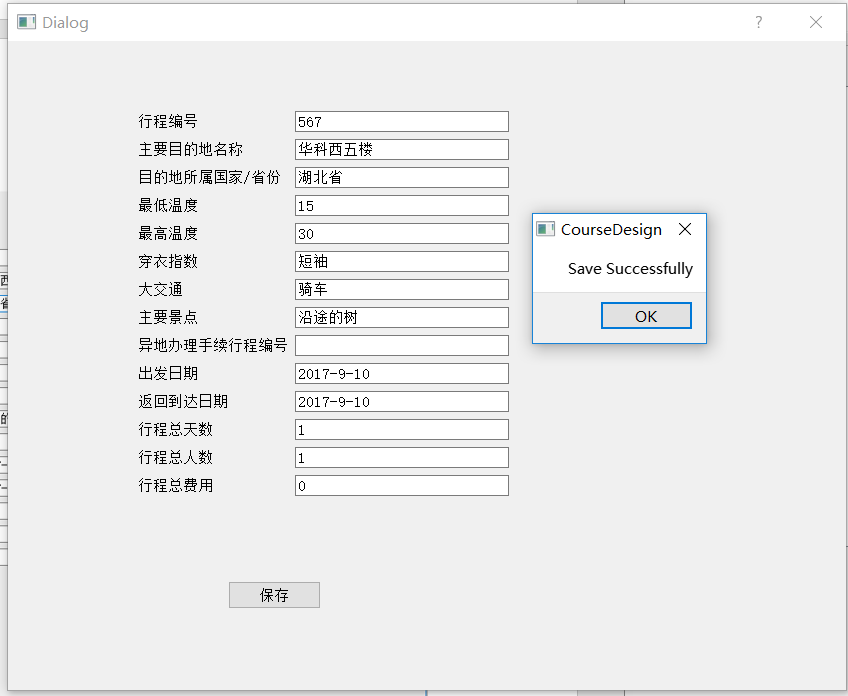 Dialog
行程编号 567
主要目的地名称 华科西五楼
目的地所属国家/省份 湖北省
最低温度 15
最高温度 30
穿衣指数 短袖
大交通 骑车
主要景点 沿途的树
异地办理手续行程编号
出发日期 2017-9-10
返回到达日期 2017-9-10
行程总天数 1
行程总人数 1
行程总费用 0
保存
CourseDesign
Save Successfully
OK